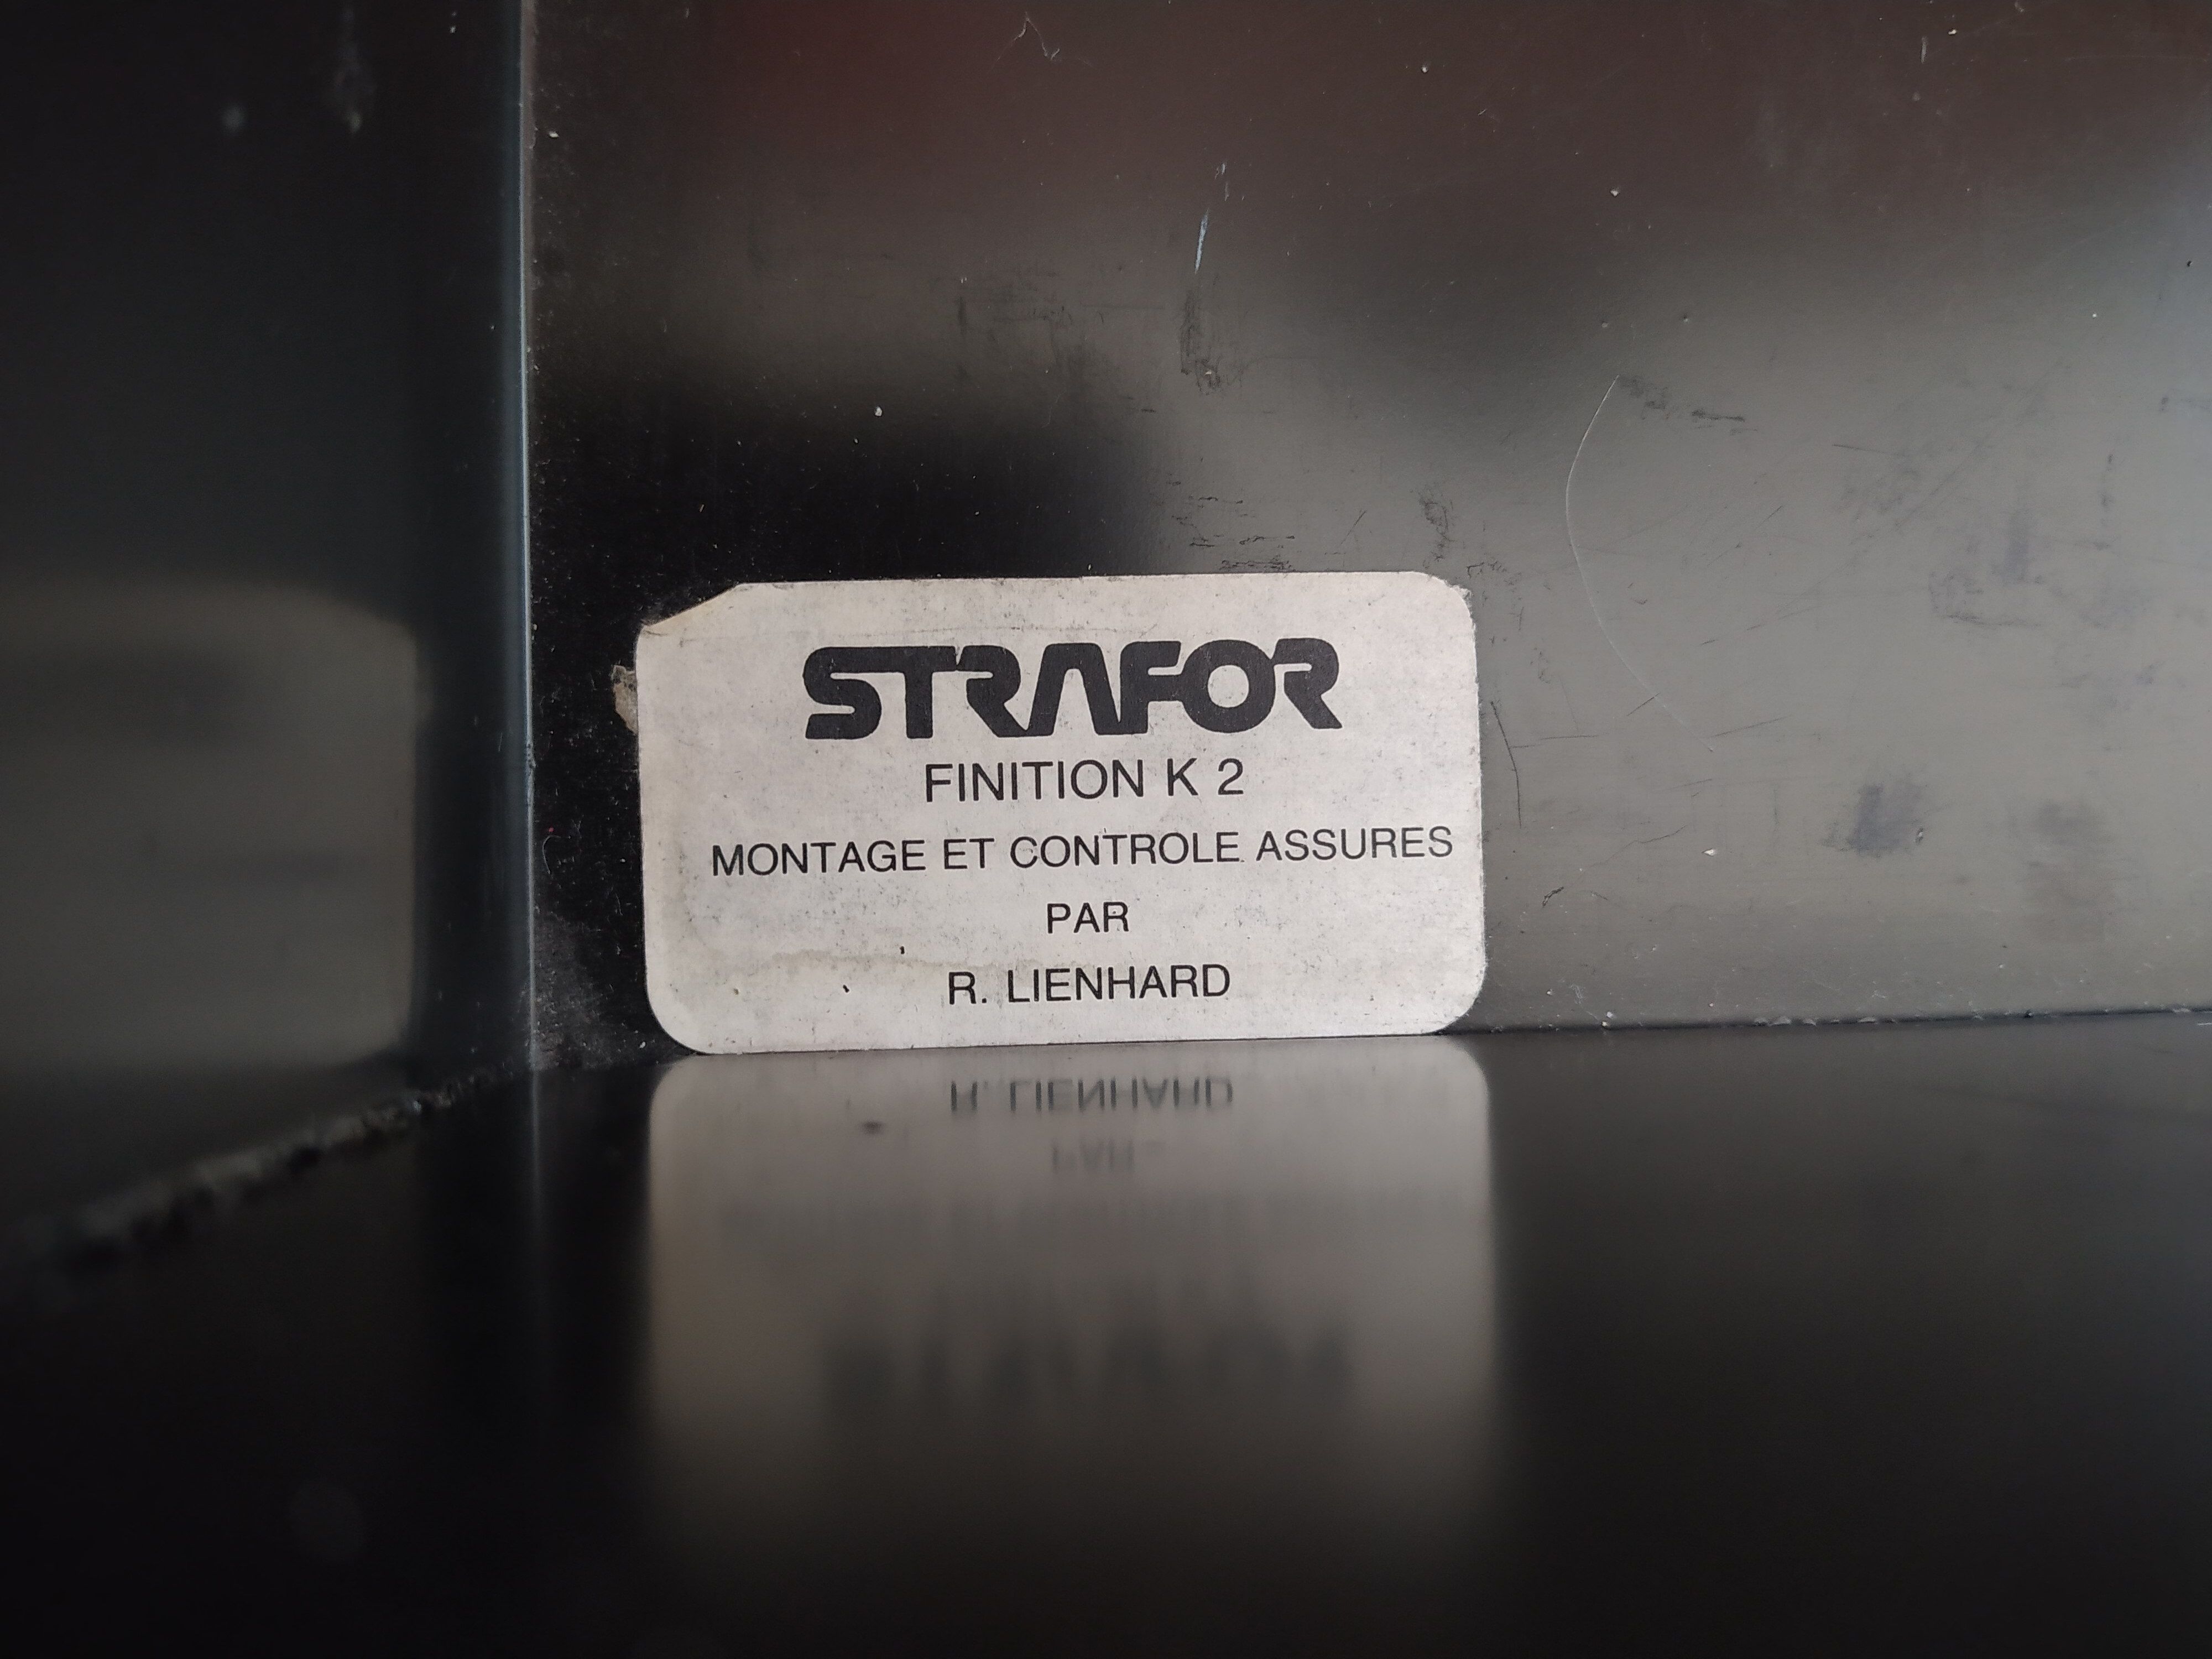 STRAFOR
FINITION K 2
MONTAGE ET CONTROLE ASSURES
PAR
R. LIENHARD